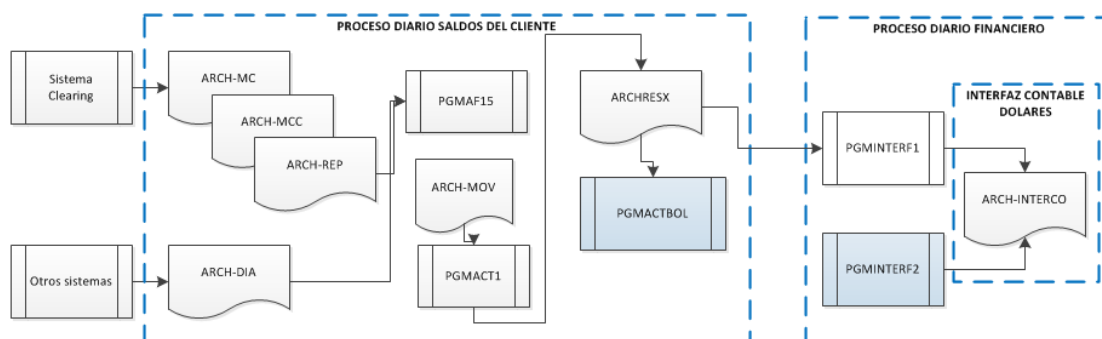 PROCESO DIARIO SALDOS DEL CLIENTE
PROCESO DIARIO FINANCIERO
Sistema
Clearing
ARCH-MC
ARCH-MCC
ARCH-REP
PGMAF15
ARCH-MOV
ARCHRESX
PGMACTBOL
PGMINTERF1
INTERFAZ CONTABLE
DOLARES
ARCH-INTERCO
Otros sistemas
ARCH-DIA
PGMACT1
PGMINTERF2